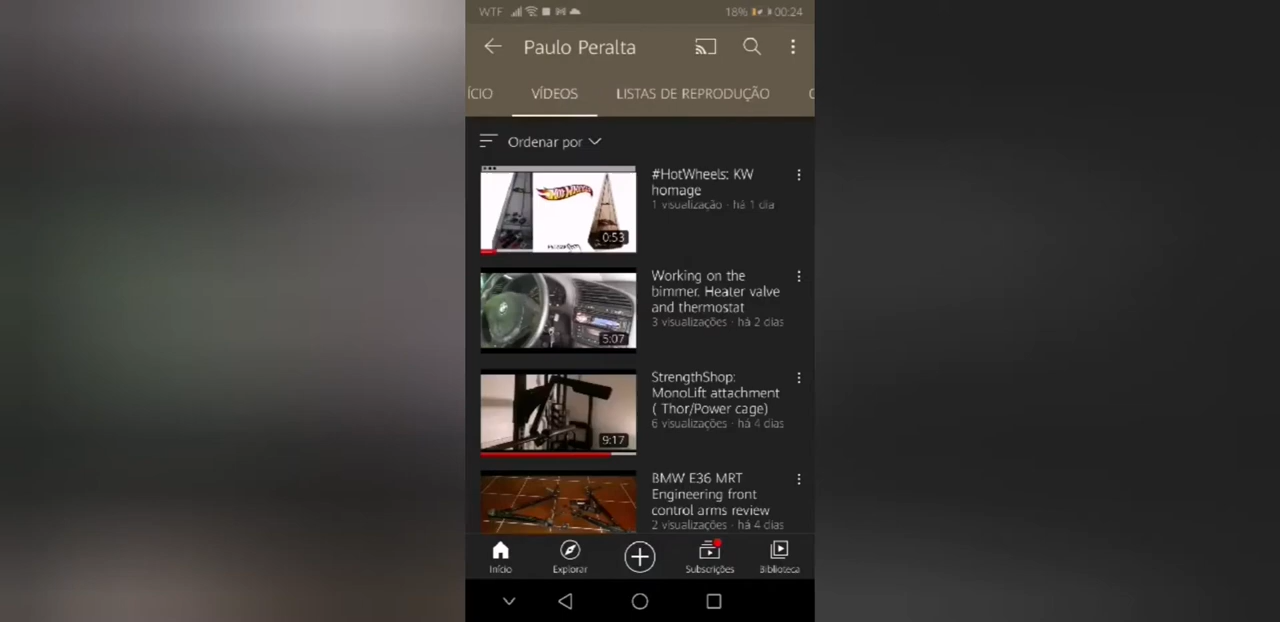 WTF 18% 00:24
Paulo Peralta
ÍCIO VÍDEOS LISTAS DE REPRODUÇÃO
Ordenar por
#HotWheels: KW
homage
1 visualização · há 1 dia
HOT WHEELS
0:53
Working on the
bimmer. Heater valve
and thermostat
3 visualizações · há 2 dias
5:07
StrengthShop:
MonoLift attachment
( Thor/Power cage)
6 visualizações · há 4 dias
9:17
BMW E36 MRT
Engineering front
control arms review
2 visualizações · há 4 dias
Início Explorar Subscrições Biblioteca